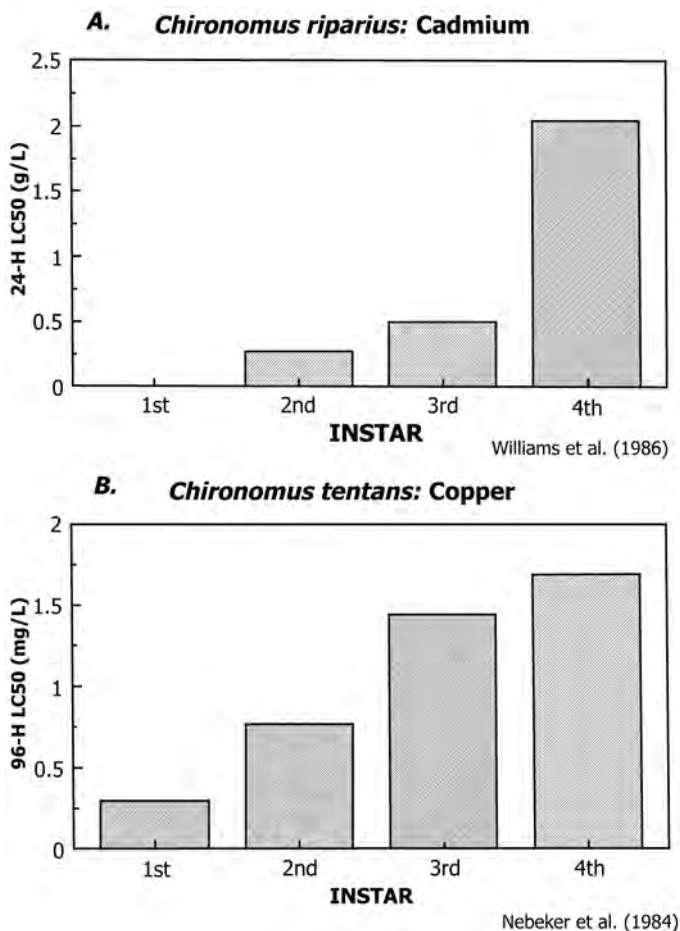 A. Chironomus riparius: Cadmium
2.5
2
1.5
1
0.5
0
24-H LC50 (g/L)
1st 2nd 3rd 4th
INSTAR
Williams et al. (1986)
B. Chironomus tentans: Copper
2
1.5
1
0.5
0
96-H LC50 (mg/L)
1st 2nd 3rd 4th
INSTAR
Nebeker et al. (1984)